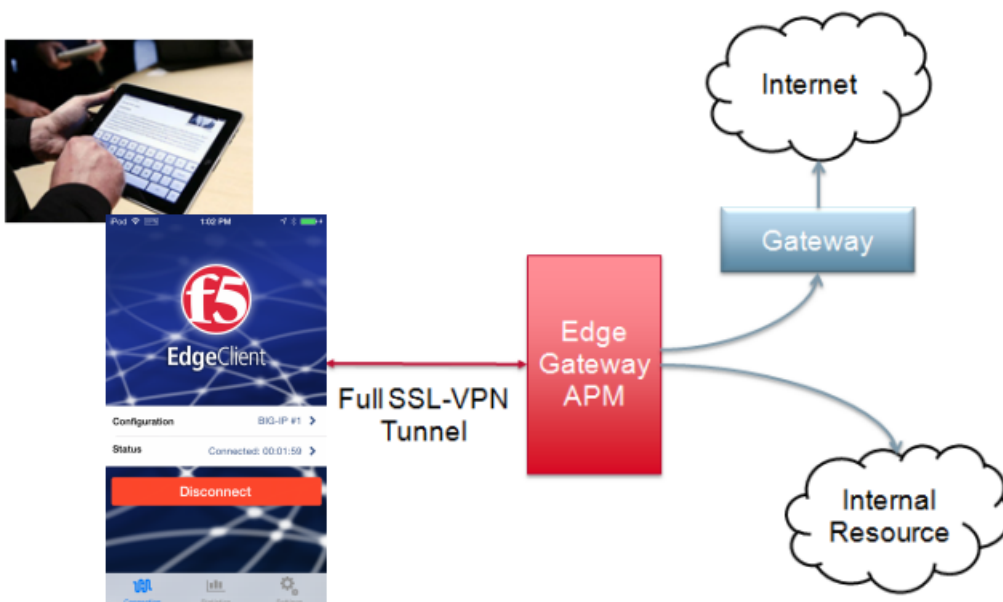 iPod
1:02 PM
f5
EdgeClient
Configuration
BIG-IP #1
Status
Connected: 00:01:59
Disconnect
Full SSL-VPN
Tunnel
Edge
Gateway
APM
Internet
Gateway
Internal
Resource